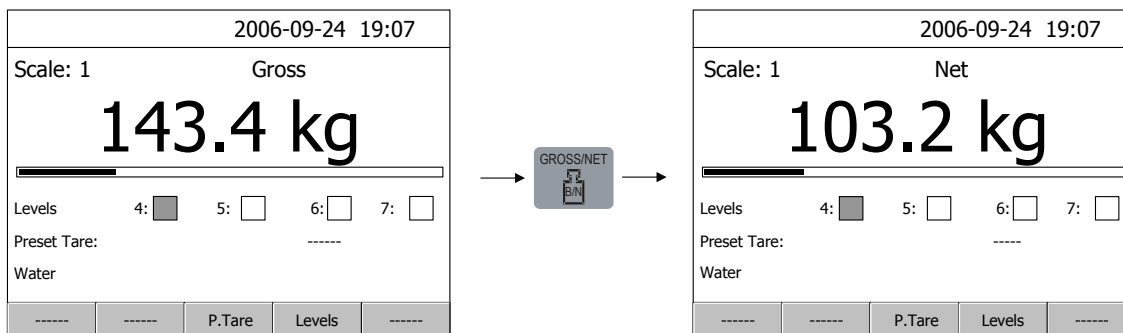 2006-09-24 19:07
Scale: 1 Gross
143.4 kg
Levels 4: 5: 6: 7:
Preset Tare: ------
Water
------ ------ P.Tare Levels ------
GROSS/NET
B/N
2006-09-24 19:07
Scale: 1 Net
103.2 kg
Levels 4: 5: 6: 7:
Preset Tare: -----
Water
------ ------ P.Tare Levels ------